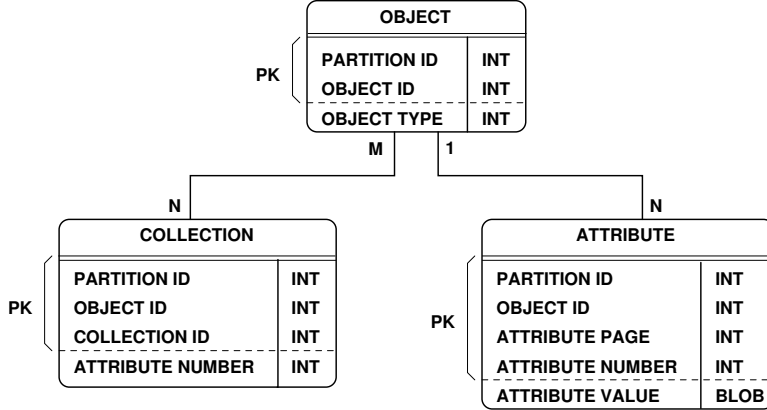 OBJECT
PK
PARTITION ID INT
OBJECT ID INT
OBJECT TYPE INT
M 1
N N
COLLECTION
PK
PARTITION ID INT
OBJECT ID INT
COLLECTION ID INT
ATTRIBUTE NUMBER INT
ATTRIBUTE
PK
PARTITION ID INT
OBJECT ID INT
ATTRIBUTE PAGE INT
ATTRIBUTE NUMBER INT
ATTRIBUTE VALUE BLOB